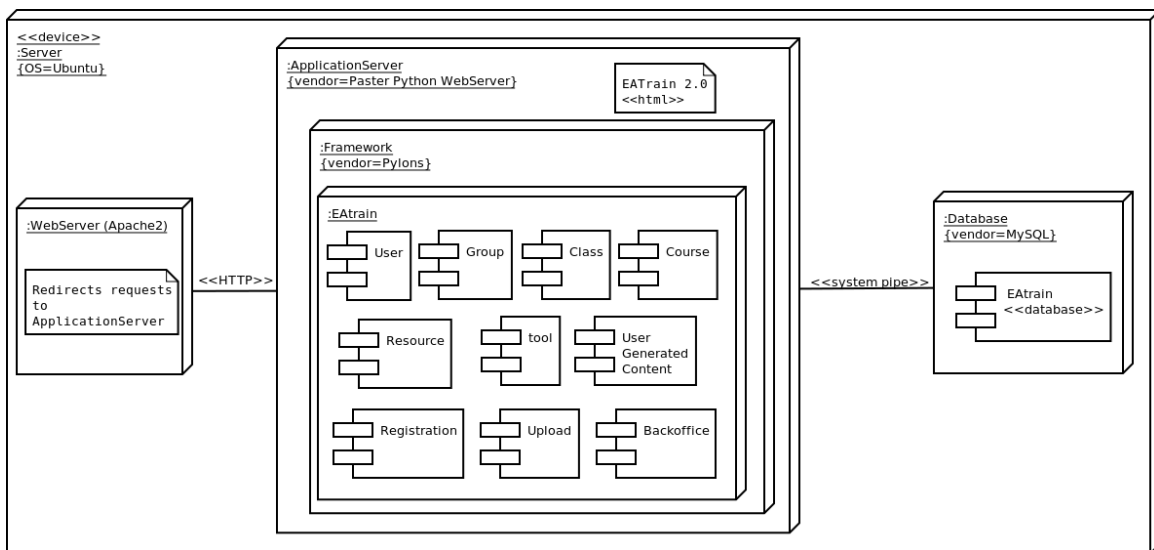 <<device>>
:Server
{OS=Ubuntu}
:ApplicationServer
{vendor=Paster Python WebServer}
EATrain 2.0
<<html>>
:Framework
{vendor=Pylons}
:EAtrain
User
Group
Class
Course
Resource
tool
User
Generated
Content
Registration
Upload
Backoffice
:WebServer (Apache2)
Redirects requests
to
ApplicationServer
<<HTTP>>
<<system pipe>>
:Database
{vendor=MySQL}
EAtrain
<<database>>